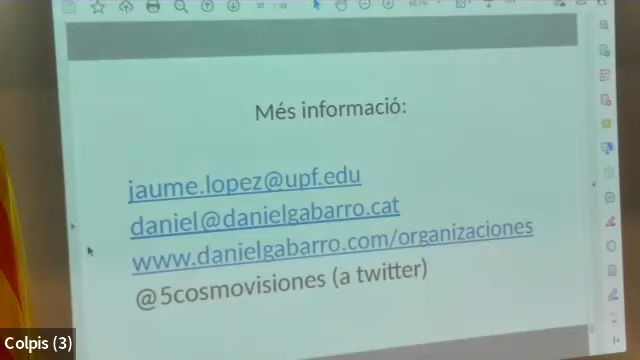 Més informació:
jaume.lopez@upf.edu
daniel@danielgabarro.cat
www.danielgabarro.com/organizaciones
@5cosmovisiones (a twitter)
Colpis (3)